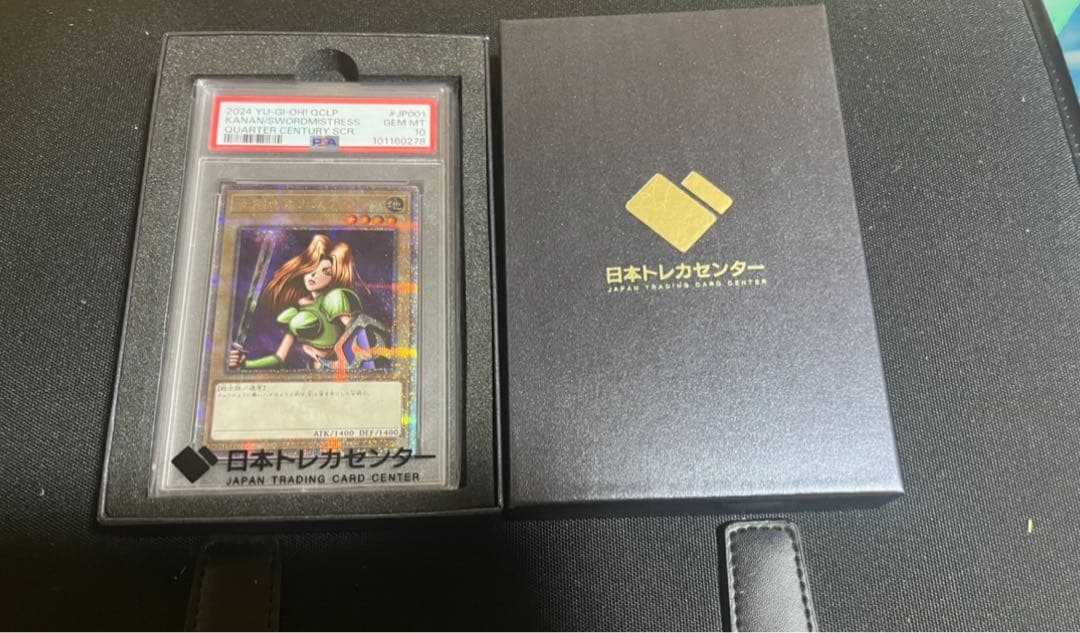 2024 YU-GI-OH! QCLP #JP001
KANAN/SWORDMISTRESS GEM MT
QUARTER CENTURY SCR. 10
PSA 101160278
ATK/1400 DEF/1400
日本トレカセンター
JAPAN TRADING CARD CENTER
日本トレカセンター
JAPAN TRADING CARD CENTER